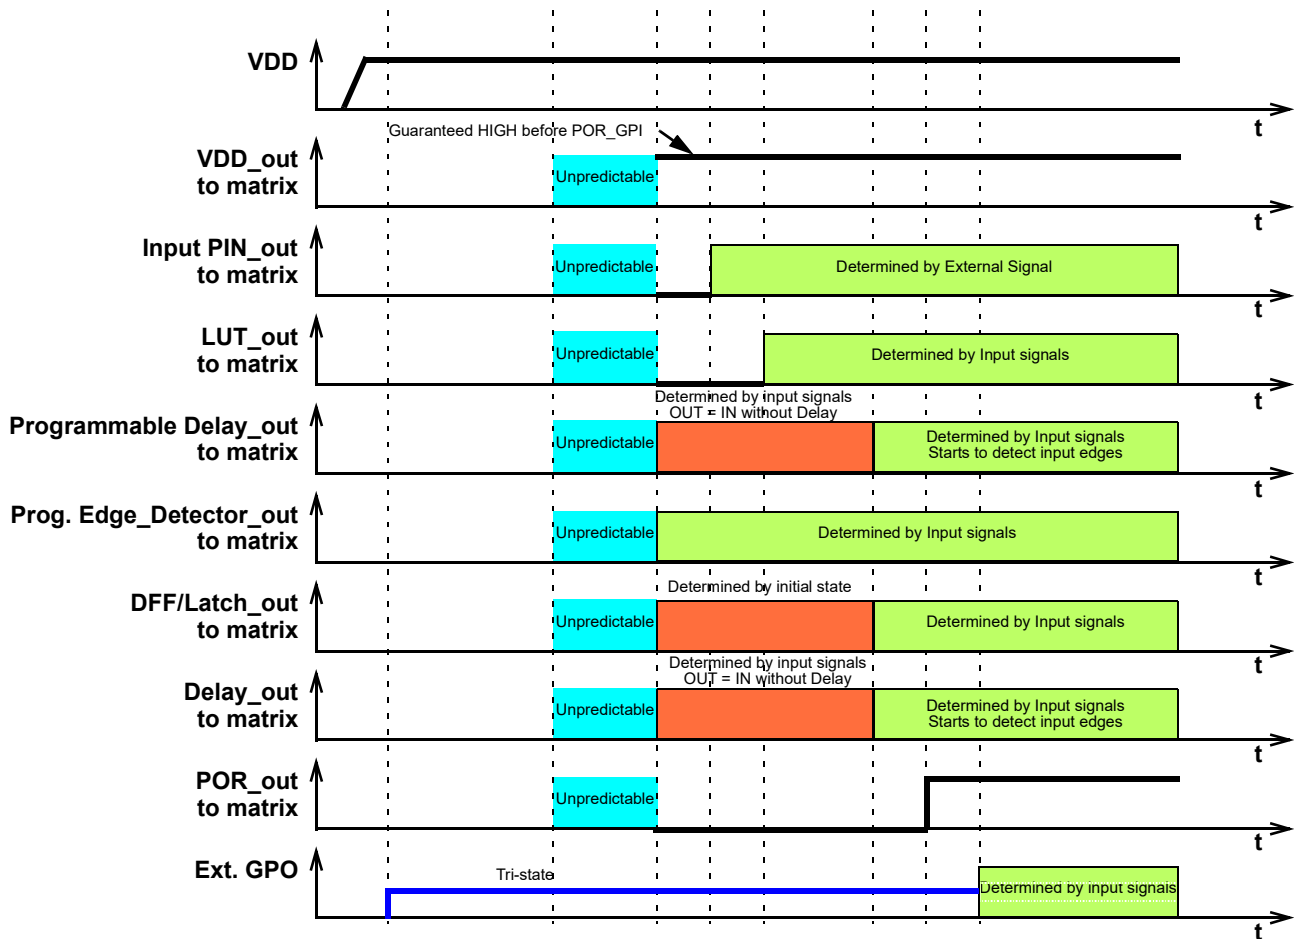 VDD
t
Guaranteed HIGH before POR_GPI
VDD_out
to matrix
Unpredictable
t
Input PIN_out
to matrix
Unpredictable
Determined by External Signal
t
LUT_out
to matrix
Unpredictable
Determined by Input signals
t
Determined by input signals
OUT = IN without Delay
Programmable Delay_out
to matrix
Unpredictable
Determined by Input signals
Starts to detect input edges
t
Prog. Edge_Detector_out
to matrix
Unpredictable
Determined by Input signals
t
Determined by initial state
DFF/Latch_out
to matrix
Unpredictable
Determined by Input signals
t
Determined by input signals
OUT = IN without Delay
Delay_out
to matrix
Unpredictable
Determined by Input signals
Starts to detect input edges
t
POR_out
to matrix
Unpredictable
t
Ext. GPO
Tri-state
Determined by input signals
t